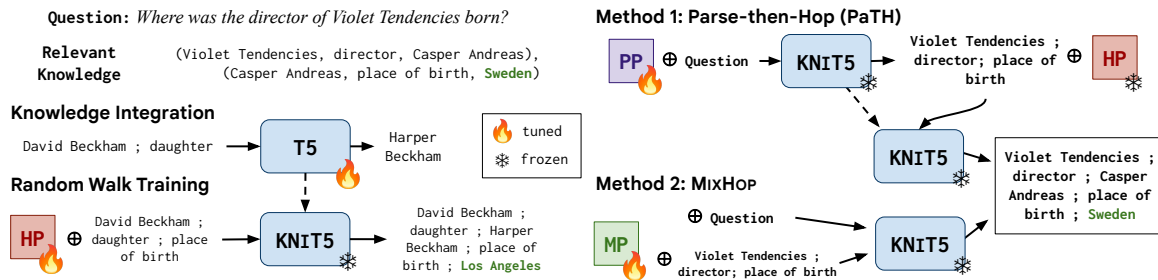 Question: Where was the director of Violet Tendencies born?
Relevant Knowledge
(Violet Tendencies, director, Casper Andreas),
(Casper Andreas, place of birth, Sweden)
Knowledge Integration
David Beckham ; daughter
T5
Harper
Beckham
tuned
frozen
Random Walk Training
HP
⊕
David Beckham ;
daughter ; place
of birth
KNIT5
David Beckham ;
daughter ; Harper
Beckham ; place of
birth ; Los Angeles
Method 1: Parse-then-Hop (PaTH)
PP
⊕ Question
KNIT5
Violet Tendencies ;
director; place of
birth
⊕
HP
KNIT5
Method 2: MIXHOP
MP
⊕ Question
⊕ Violet Tendencies ;
director; place of birth
KNIT5
Violet Tendencies ;
director ; Casper
Andreas ; place of
birth ; Sweden